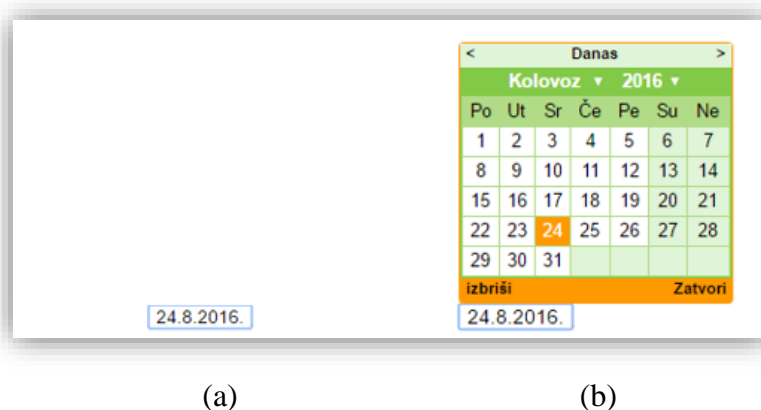 < Danas >
Kolovoz ▼ 2016 ▼
Po Ut Sr Če Pe Su Ne
1 2 3 4 5 6 7
8 9 10 11 12 13 14
15 16 17 18 19 20 21
22 23 24 25 26 27 28
29 30 31
izbriši Zatvori
24.8.2016. 24.8.2016.
(a) (b)